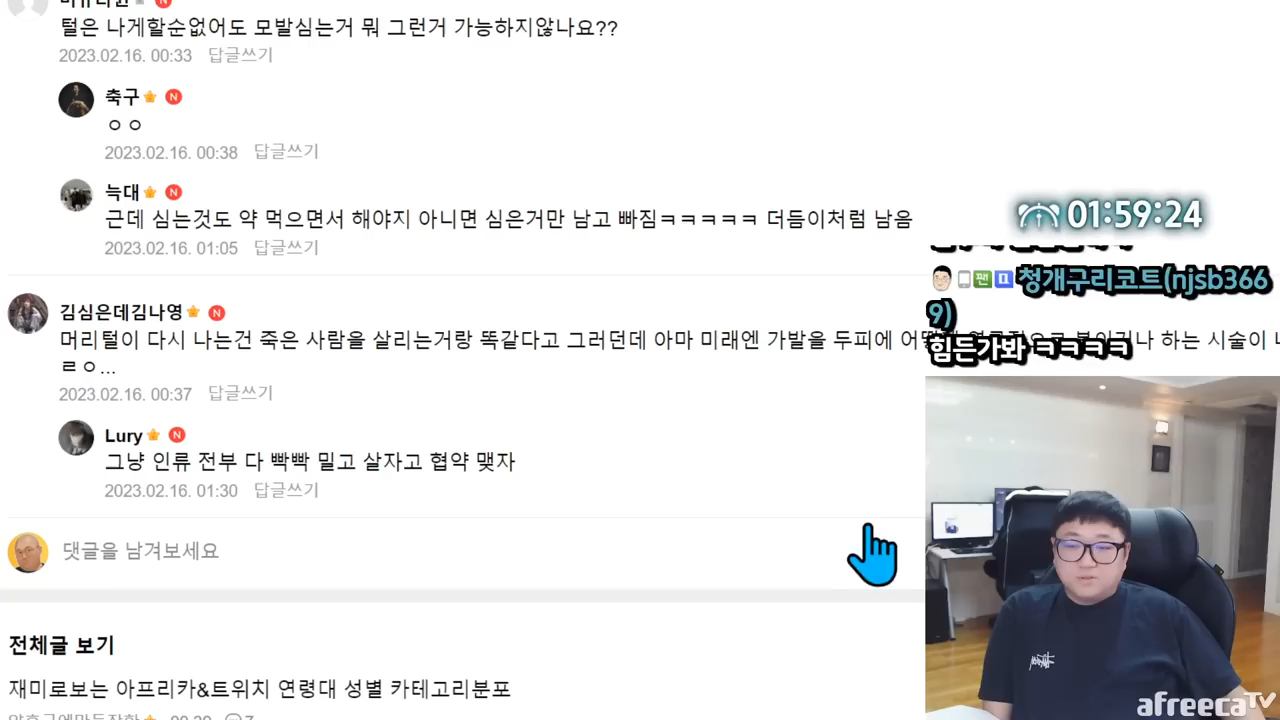 털은 나게할순없어도 모발심는거 뭐 그런거 가능하지않나요??
2023.02.16. 00:33 답글쓰기
축구 N
ㅇㅇ
2023.02.16. 00:38 답글쓰기
늑대 N
근데 심는것도 약 먹으면서 해야지 아니면 심은거만 남고 빠짐ㅋㅋㅋㅋㅋ 더듬이처럼 남음
2023.02.16. 01:05 답글쓰기
01:59:24
청개구리코트(njsb366
9)
힘든가봐 ㅋㅋㅋㅋ
김심은데김나영 N
머리털이 다시 나는건 죽은 사람을 살리는거랑 똑같다고 그러던데 아마 미래엔 가발을 두피에 하는 시술이
ㄹㅇ...
2023.02.16. 00:37 답글쓰기
Lury N
그냥 인류 전부 다 빡빡 밀고 살자고 협약 맺자
2023.02.16. 01:30 답글쓰기
댓글을 남겨보세요
전체글 보기
재미로보는 아프리카&트위치 연령대 성별 카테고리분포
afreecaTV